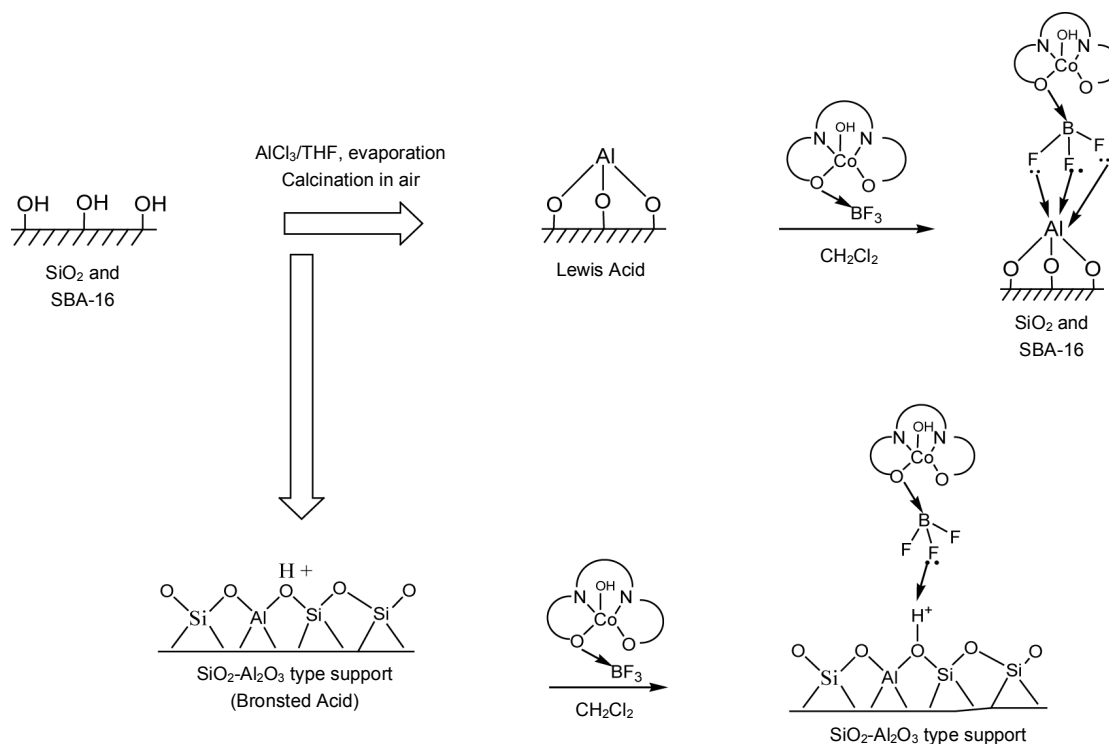 OH
N
N
Co
O
O
B
F
F
F
AlCl₃/THF, evaporation
Calcination in air
OH OH OH
SiO₂ and
SBA-16
Al
O O O
Lewis Acid
OH
N N
Co
O O
BF₃
CH₂Cl₂
Al
O O O
SiO₂ and
SBA-16
OH
N N
Co
O O
B
F F F
H +
O O O O O
Si Al Si Si
SiO₂-Al₂O₃ type support
(Bronsted Acid)
OH
N N
Co
O O
BF₃
CH₂Cl₂
H⁺
O O O O O
Si Al Si Si
SiO₂-Al₂O₃ type support